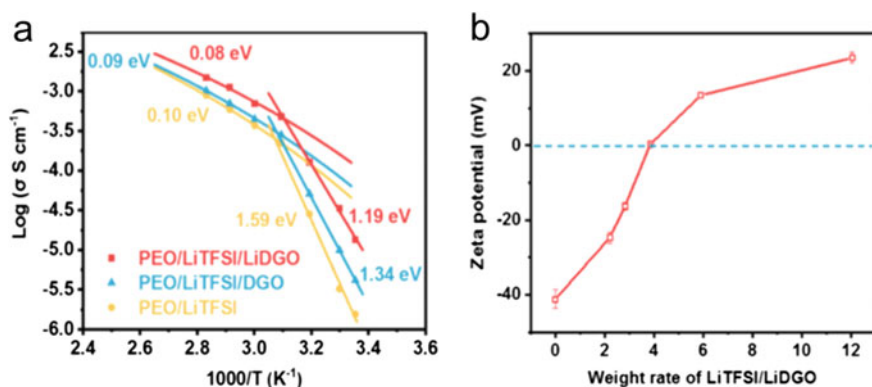 a
2.5
-3.0
-3.5
-4.0
-4.5
-5.0
-5.5
-6.0
Log (σ S cm⁻¹)
0.08 eV
0.09 eV
0.10 eV
1.59 eV
1.19 eV
1.34 eV
PEO/LiTFSI/LiDGO
PEO/LiTFSI/DGO
PEO/LiTFSI
2.4 2.6 2.8 3.0 3.2 3.4 3.6
1000/T (K⁻¹)
b
20
0
-20
-40
Zeta potential (mV)
0 2 4 6 8 10 12
Weight rate of LiTFSI/LiDGO